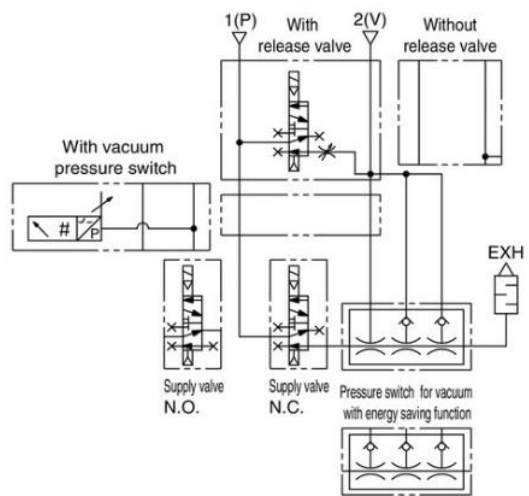 1(P)
With
release valve
2(V)
Without
release valve
With vacuum
pressure switch
#
P
EXH
Supply valve
N.O.
Supply valve
N.C.
Pressure switch for vacuum
with energy saving function